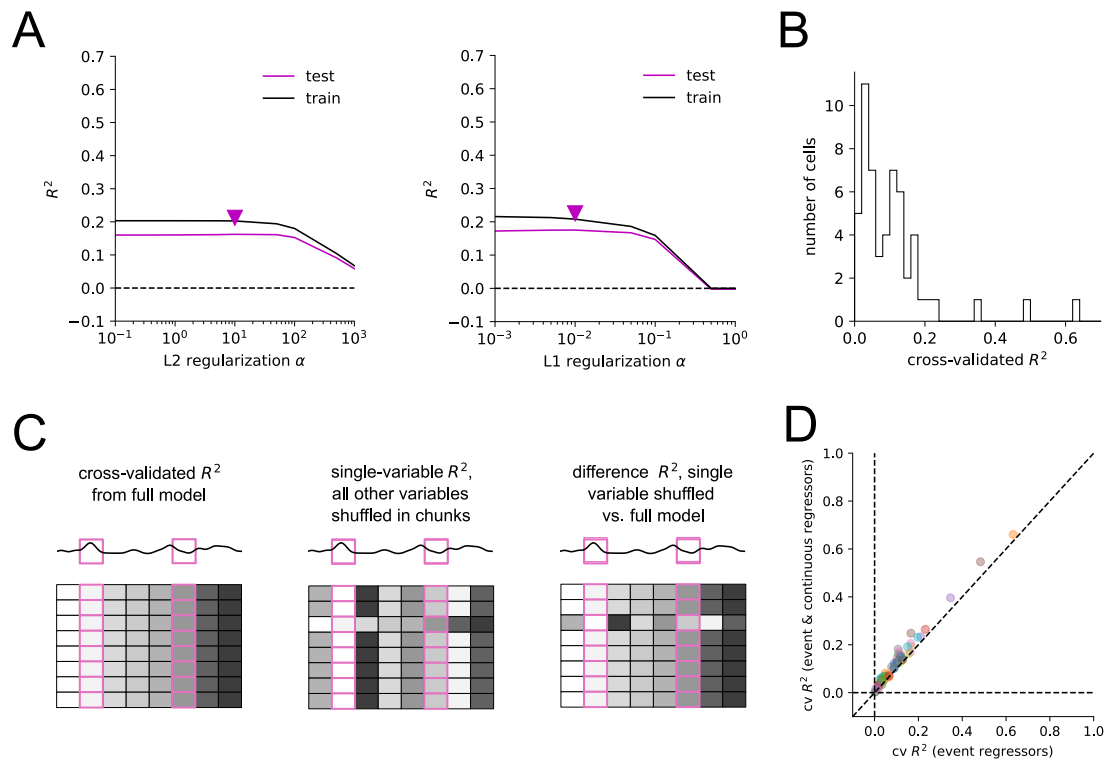 A
0.7
0.6
0.5
0.4
0.3
0.2
0.1
0.0
−0.1
R²
test
train
10⁻¹ 10⁰ 10¹ 10² 10³
L2 regularization α
0.7
0.6
0.5
0.4
0.3
0.2
0.1
0.0
−0.1
R²
test
train
10⁻³ 10⁻² 10⁻¹ 10⁰
L1 regularization α
B
10
8
6
4
2
0
number of cells
0.0 0.2 0.4 0.6
cross-validated R²
C
cross-validated R²
from full model
single-variable R²,
all other variables
shuffled in chunks
difference R², single
variable shuffled
vs. full model
D
1.0
0.8
0.6
0.4
0.2
0.0
cv R² (event & continuous regressors)
0.0 0.2 0.4 0.6 0.8 1.0
cv R² (event regressors)